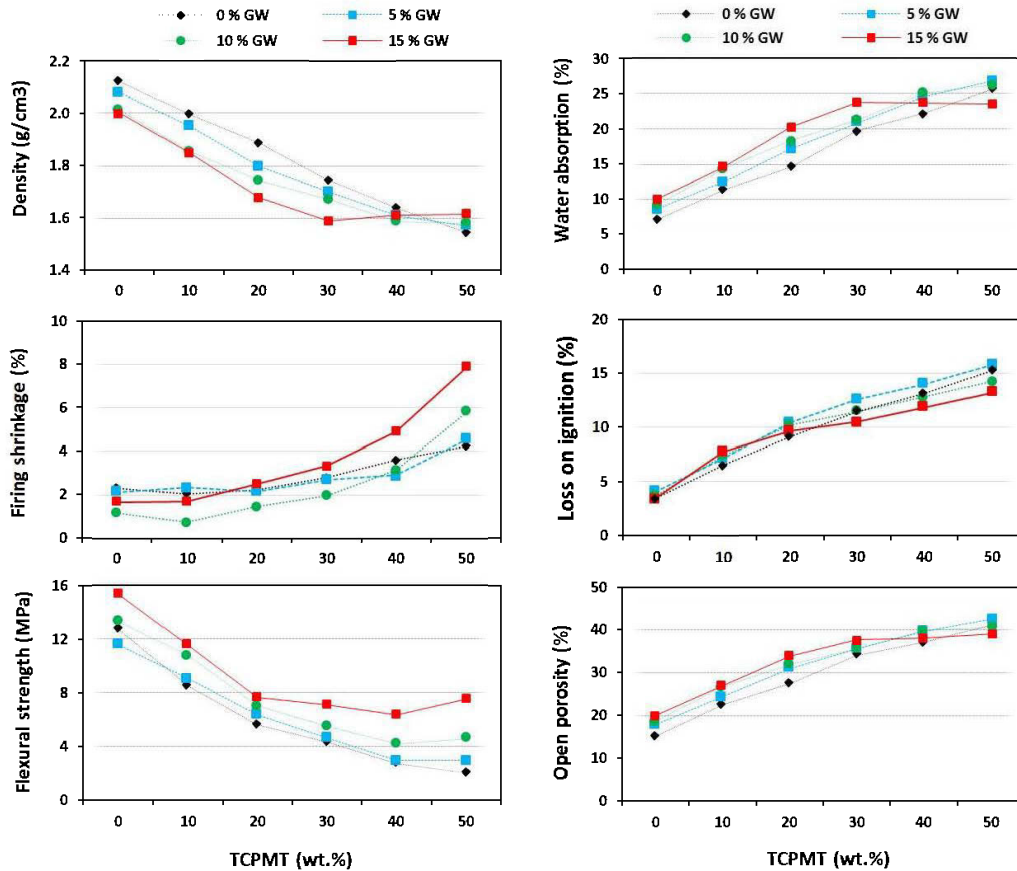 0 % GW 5 % GW
10 % GW 15 % GW
2.2
2.0
1.8
1.6
1.4
Density (g/cm3)
0 10 20 30 40 50
0 % GW 5 % GW
10 % GW 15 % GW
30
25
20
15
10
5
0
Water absorption (%)
0 10 20 30 40 50
10
8
6
4
2
0
Firing shrinkage (%)
0 10 20 30 40 50
20
15
10
5
0
Loss on ignition (%)
0 10 20 30 40 50
16
12
8
4
0
Flexural strength (MPa)
0 10 20 30 40 50
TCPMT (wt.%)
50
40
30
20
10
0
Open porosity (%)
0 10 20 30 40 50
TCPMT (wt.%)